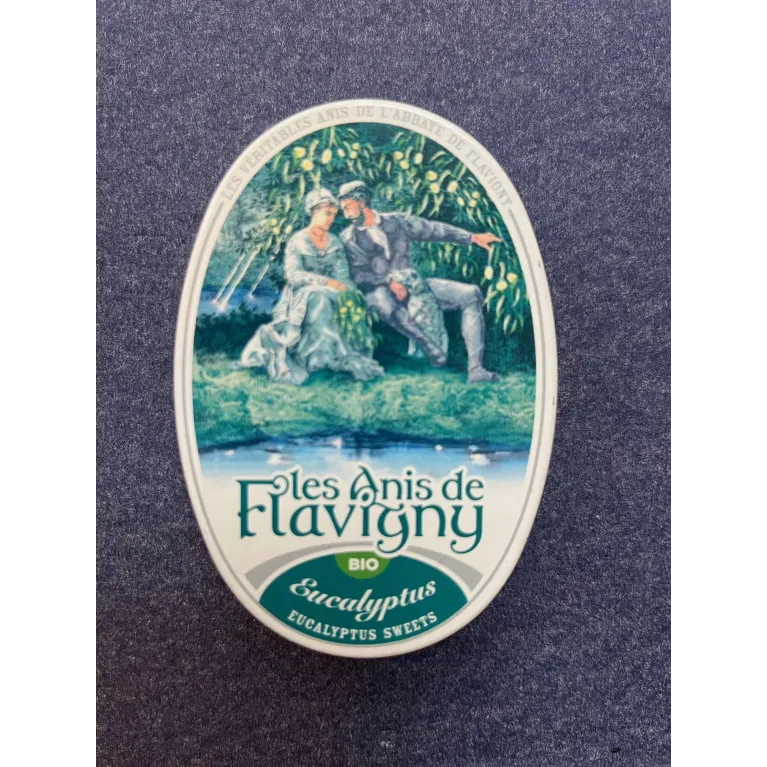 LES VÉRITABLES ANIS DE L'ABBAYE DE FLAVIGNY
les Anis de
Flavigny
BIO
Eucalyptus
EUCALYPTUS SWEETS